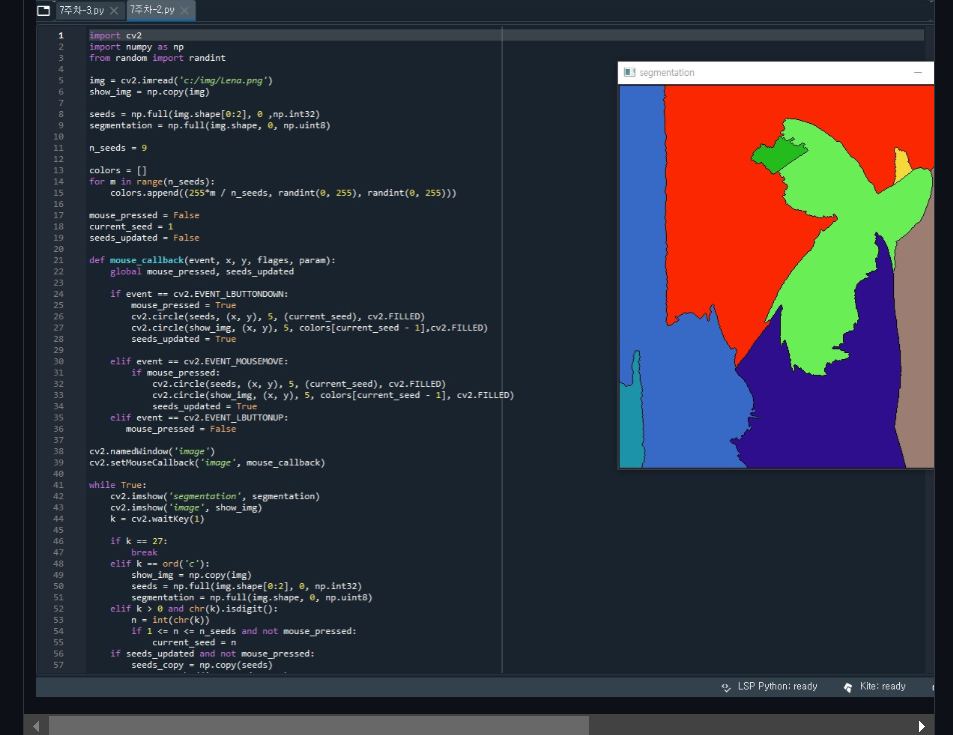 7주차-3.py
7주차-2.py
segmentation
1 import cv2
2 import numpy as np
3 from random import randint
4
5 img = cv2.imread('c:/img/Lena.png')
6 show_img = np.copy(img)
7
8 seeds = np.full(img.shape[0:2], 0 ,np.int32)
9 segmentation = np.full(img.shape, 0, np.uint8)
10
11 n_seeds = 9
12
13 colors = []
14 for m in range(n_seeds):
15 colors.append((255*m / n_seeds, randint(0, 255), randint(0, 255)))
16
17 mouse_pressed = False
18 current_seed = 1
19 seeds_updated = False
20
21 def mouse_callback(event, x, y, flages, param):
22 global mouse_pressed, seeds_updated
23
24 if event == cv2.EVENT_LBUTTONDOWN:
25 mouse_pressed = True
26 cv2.circle(seeds, (x, y), 5, (current_seed), cv2.FILLED)
27 cv2.circle(show_img, (x, y), 5, colors[current_seed - 1],cv2.FILLED)
28 seeds_updated = True
29
30 elif event == cv2.EVENT_MOUSEMOVE:
31 if mouse_pressed:
32 cv2.circle(seeds, (x, y), 5, (current_seed), cv2.FILLED)
33 cv2.circle(show_img, (x, y), 5, colors[current_seed - 1], cv2.FILLED)
34 seeds_updated = True
35 elif event == cv2.EVENT_LBUTTONUP:
36 mouse_pressed = False
37
38 cv2.namedWindow('image')
39 cv2.setMouseCallback('image', mouse_callback)
40
41 while True:
42 cv2.imshow('segmentation', segmentation)
43 cv2.imshow('image', show_img)
44 k = cv2.waitKey(1)
45
46 if k == 27:
47 break
48 elif k == ord('c'):
49 show_img = np.copy(img)
50 seeds = np.full(img.shape[0:2], 0, np.int32)
51 segmentation = np.full(img.shape, 0, np.uint8)
52 elif k > 0 and chr(k).isdigit():
53 n = int(chr(k))
54 if 1 <= n <= n_seeds and not mouse_pressed:
55 current_seed = n
56 if seeds_updated and not mouse_pressed:
57 seeds_copy = np.copy(seeds)
LSP Python: ready
Kite: ready